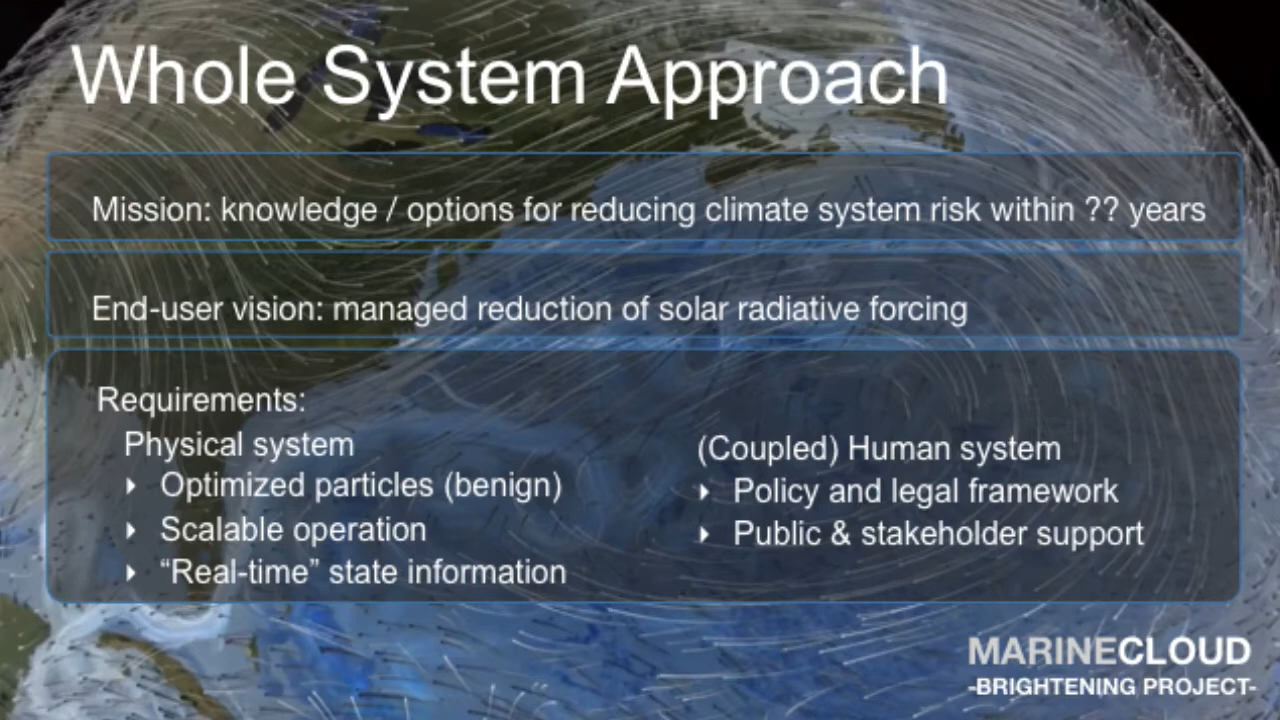 Whole System Approach
Mission: knowledge / options for reducing climate system risk within ?? years
End-user vision: managed reduction of solar radiative forcing
Requirements:
Physical system
‣ Optimized particles (benign)
‣ Scalable operation
‣ “Real-time” state information
(Coupled) Human system
‣ Policy and legal framework
‣ Public & stakeholder support
MARINECLOUD
-BRIGHTENING PROJECT-